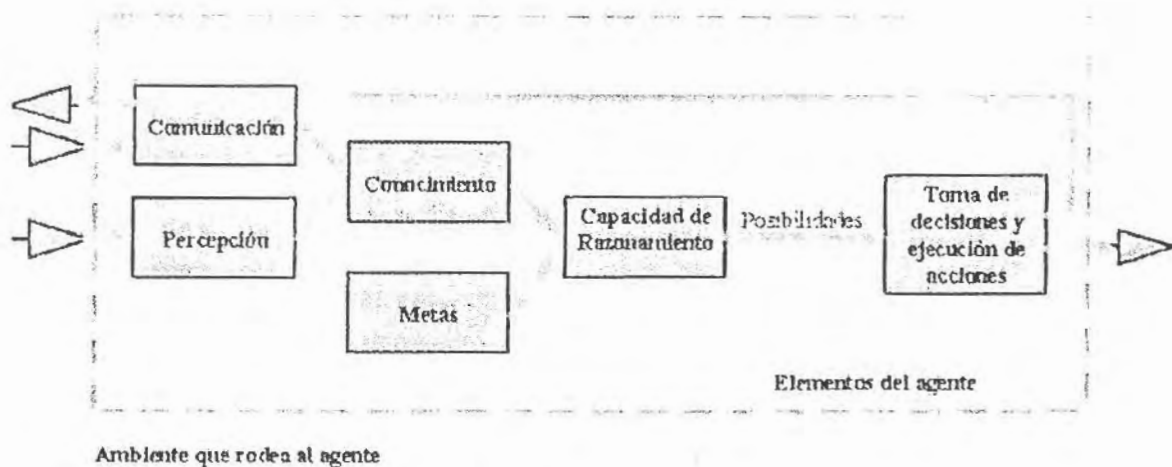 Comunicación
Conocimiento
Percepción
Capacidad de
Razonamiento
Posibilidades
Toma de
decisiones y
ejecución de
acciones
Metas
Elementos del agente
Ambiente que rodea al agente